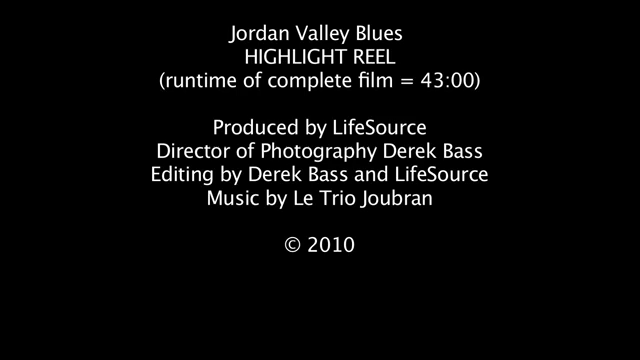 Jordan Valley Blues
HIGHLIGHT REEL
(runtime of complete film = 43:00)
Produced by LifeSource
Director of Photography Derek Bass
Editing by Derek Bass and LifeSource
Music by Le Trio Joubran
© 2010